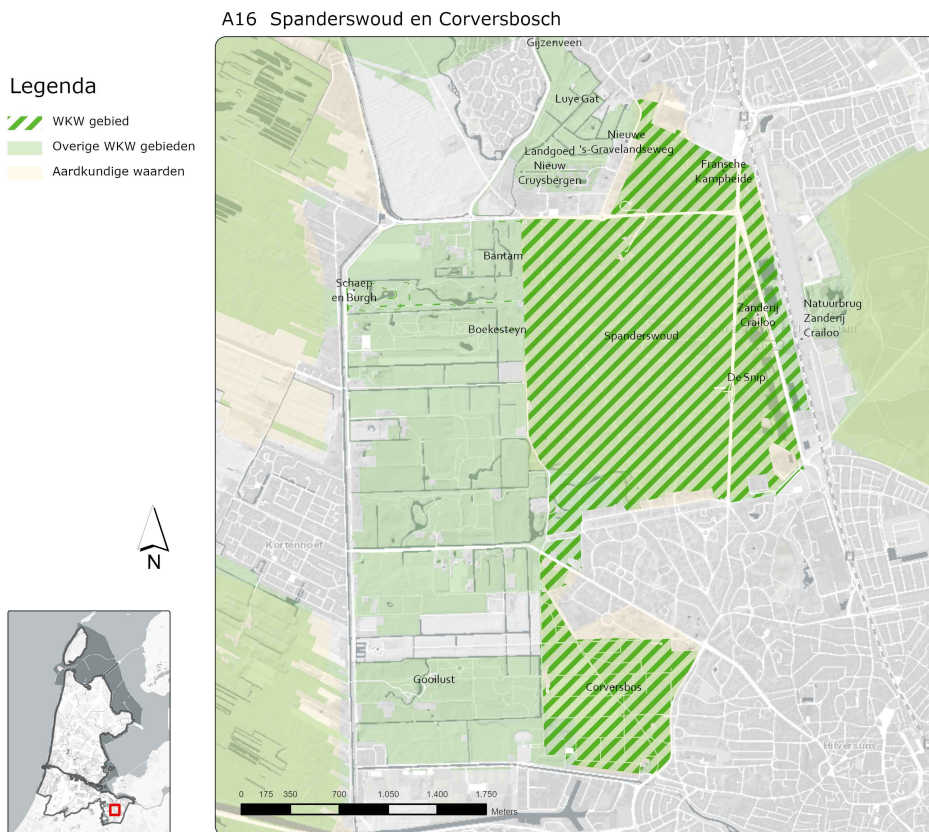 A16 Spanderswoud en Corversbosch
Legenda
WKW gebied
Overige WKW gebieden
Aardkundige waarden
Gijzenveen
Luye Gat
Nieuwe
's-Gravelandseweg
Landgoed
Nieuw
Cruysbergen
Fransche
Kampheide
Bantam
Schaep
en Burgh
Boekesteyn
Spanderswoud
Zanderij
Crailoo
Natuurbrug
Zanderij
Crailoo
De Snip
Kortenhoef
Gooilust
Corversbos
Hilversum
N
0 175 350 700 1.050 1.400 1.750
Meters